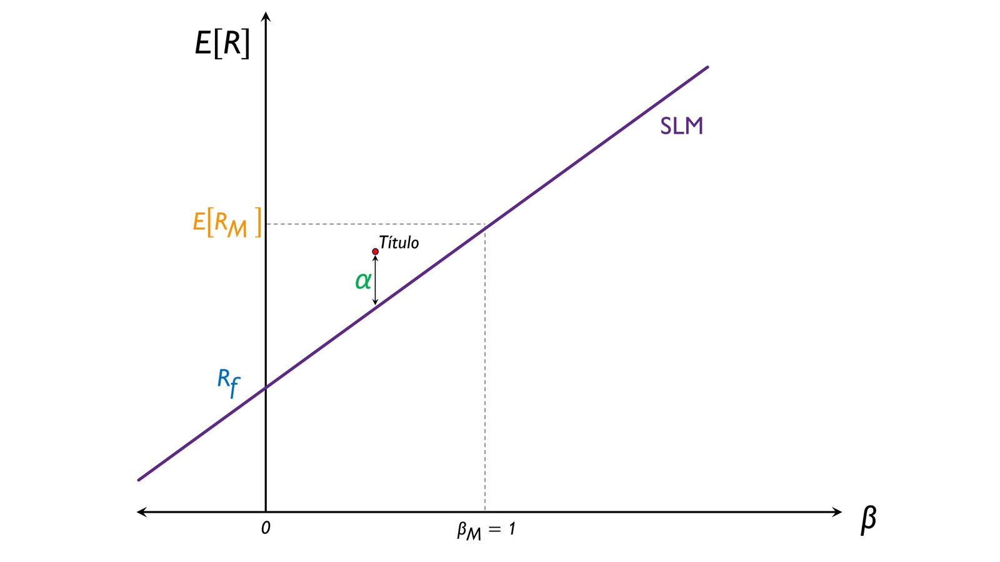 E[R]
SLM
E[R_M]
Título
α
R_f
0
β_M = 1
β